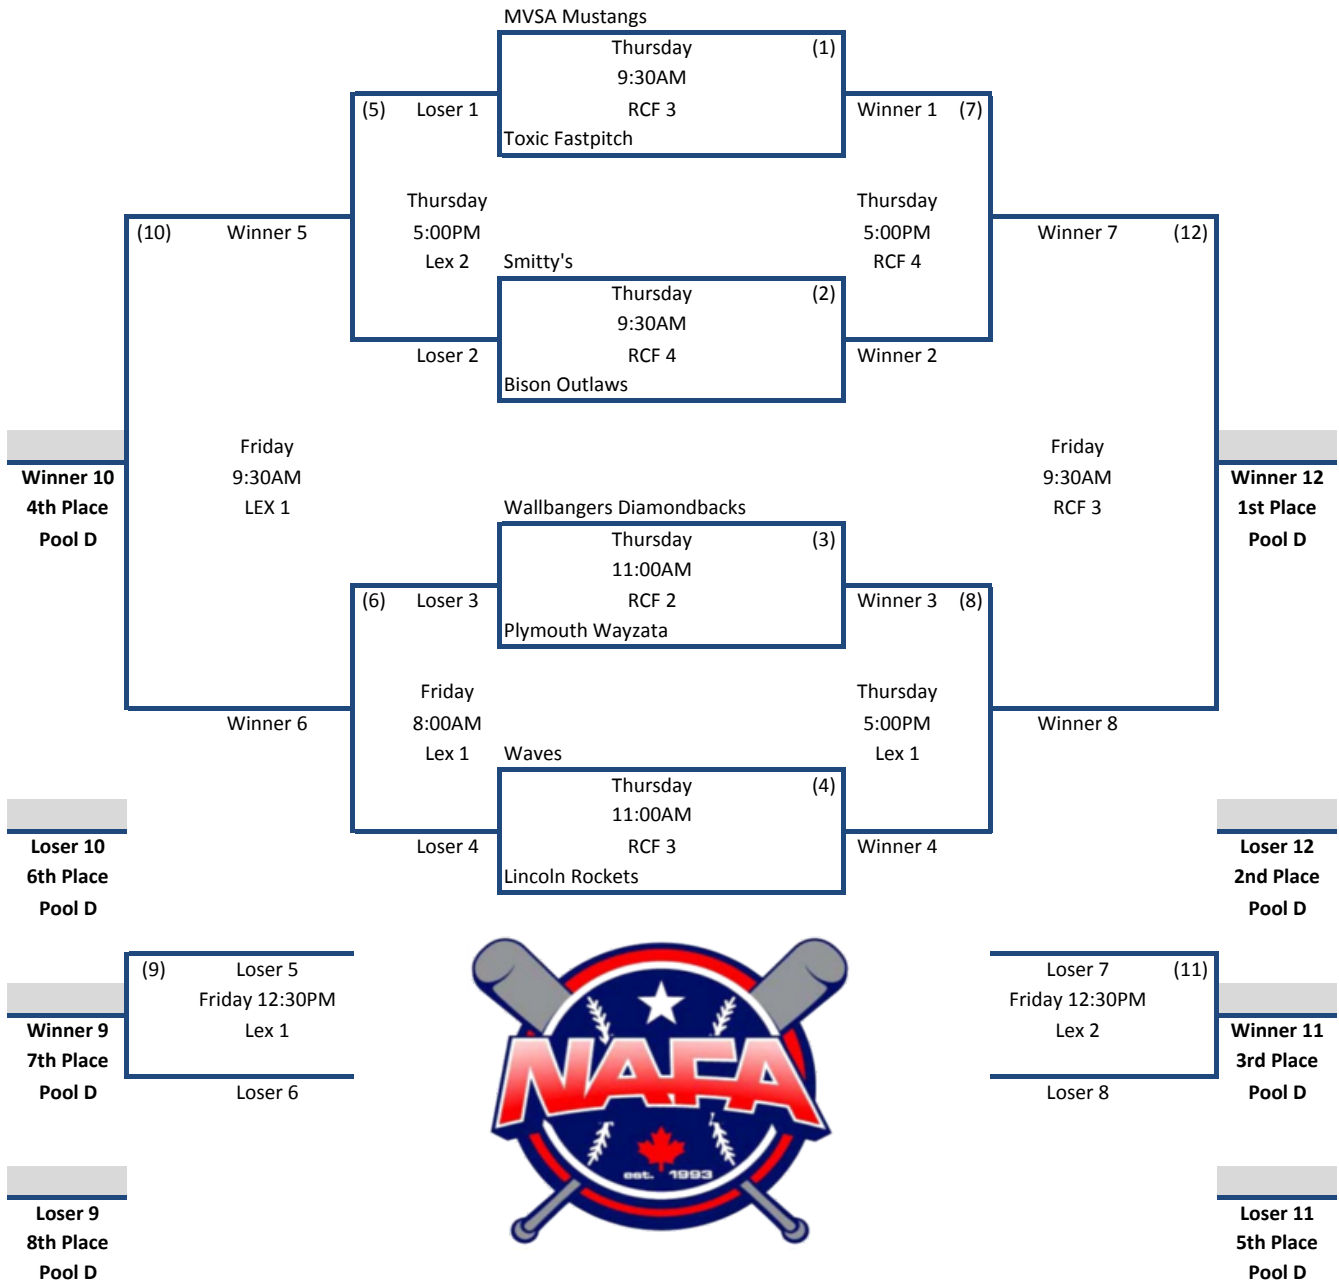 MVSA Mustangs
Thursday (1)
9:30AM
(5) Loser 1 RCF 3 Winner 1 (7)
Toxic Fastpitch
Thursday Thursday
(10) Winner 5 5:00PM 5:00PM Winner 7 (12)
Lex 2 Smitty's RCF 4
Thursday (2)
9:30AM
Loser 2 RCF 4 Winner 2
Bison Outlaws
Friday Friday
Winner 10 9:30AM 9:30AM Winner 12
4th Place LEX 1 Wallbangers Diamondbacks RCF 3 1st Place
Pool D Thursday (3) Pool D
11:00AM
(6) Loser 3 RCF 2 Winner 3 (8)
Plymouth Wayzata
Friday Thursday
Winner 6 8:00AM 5:00PM Winner 8
Lex 1 Waves Lex 1
Thursday (4)
11:00AM
Loser 10 Loser 4 RCF 3 Winner 4 Loser 12
6th Place Lincoln Rockets 2nd Place
Pool D Pool D
(9) Loser 5 Loser 7 (11)
Friday 12:30PM Friday 12:30PM
Winner 9 Lex 1 Lex 2 Winner 11
7th Place 3rd Place
Pool D Loser 6 Loser 8 Pool D
NAFA
est. 1993
Loser 9 Loser 11
8th Place 5th Place
Pool D Pool D